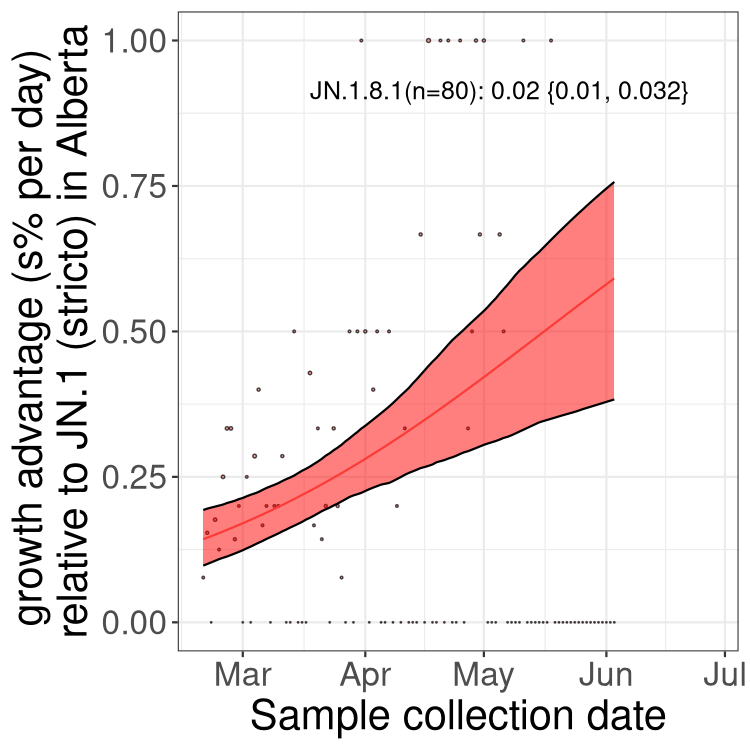 growth advantage (s% per day)
relative to JN.1 (stricto) in Alberta
1.00
0.75
0.50
0.25
0.00
JN.1.8.1(n=80): 0.02 {0.01, 0.032}
Mar Apr May Jun Jul
Sample collection date